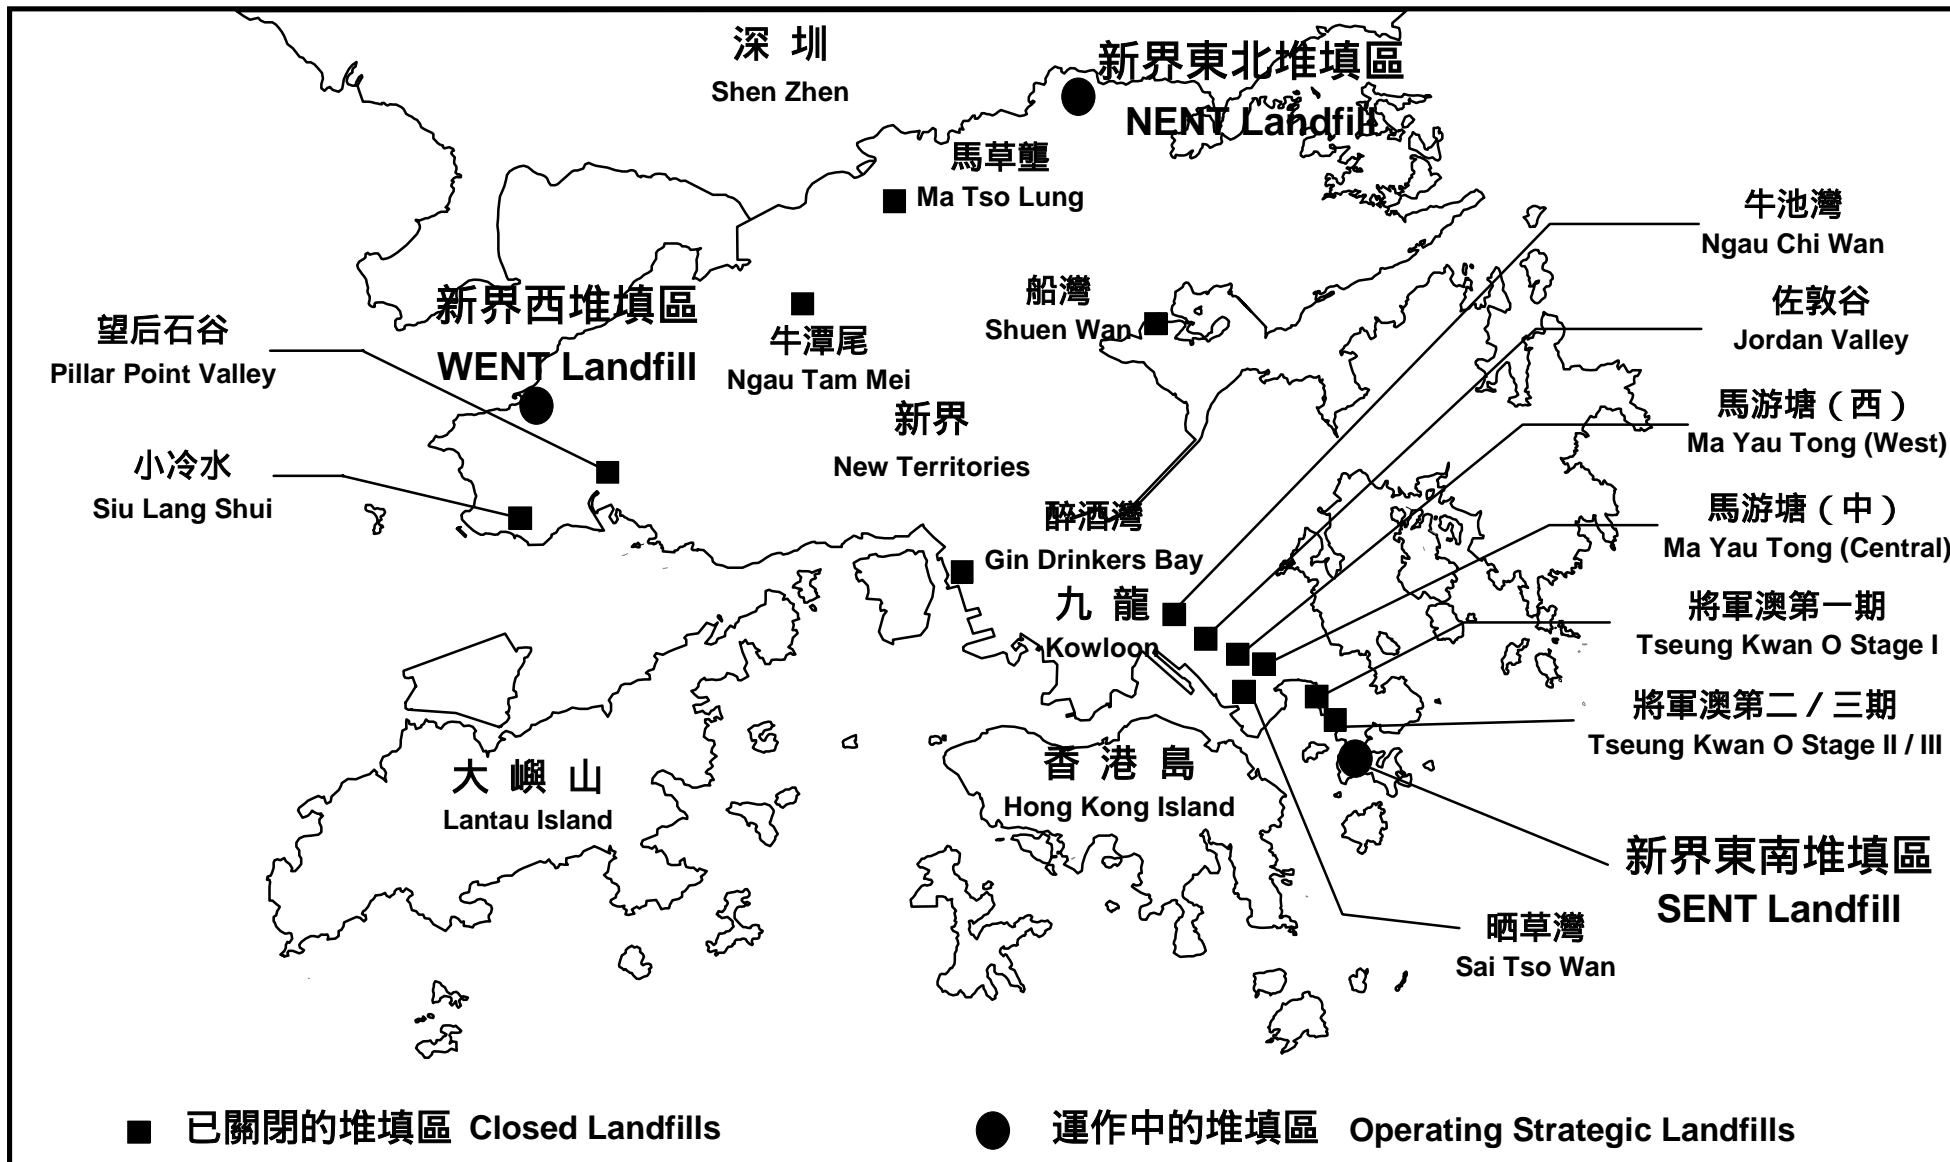 深 圳
Shen Zhen
新界東北堆填區
NENT Landfill
馬草壟
Ma Tso Lung
牛池灣
Ngau Chi Wan
船灣
Shuen Wan
新界西堆填區
WENT Landfill
望后石谷
Pillar Point Valley
牛潭尾
Ngau Tam Mei
佐敦谷
Jordan Valley
新界
New Territories
馬游塘（西）
Ma Yau Tong (West)
小冷水
Siu Lang Shui
醉酒灣
Gin Drinkers Bay
馬游塘（中）
Ma Yau Tong (Central)
九 龍
Kowloon
將軍澳第一期
Tseung Kwan O Stage I
將軍澳第二 / 三期
Tseung Kwan O Stage II / III
大 嶼 山
Lantau Island
香 港 島
Hong Kong Island
新界東南堆填區
SENT Landfill
晒草灣
Sai Tso Wan
已關閉的堆填區 Closed Landfills
運作中的堆填區 Operating Strategic Landfills